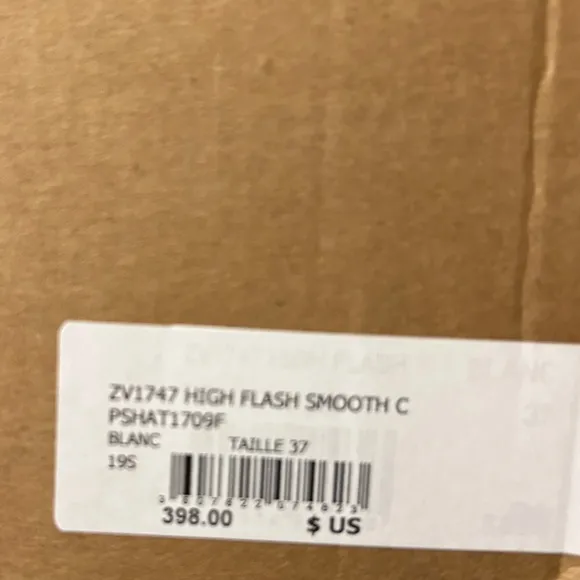 ZV1747 HIGH FLASH SMOOTH C
PSHAT1709F
BLANC TAILLE 37
19S
398.00 $ US